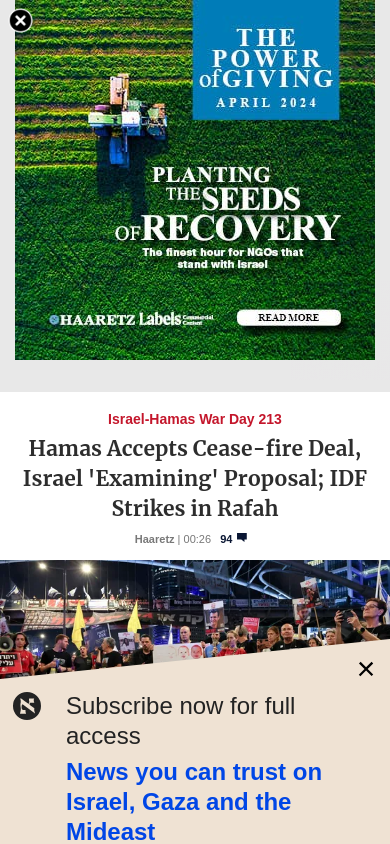 THE
POWER
of GIVING
APRIL 2024
PLANTING
THE SEEDS
OF RECOVERY
The finest hour for NGOs that
stand with Israel
HAARETZ Labels Commercial Content
READ MORE
Israel-Hamas War Day 213
Hamas Accepts Cease-fire Deal,
Israel 'Examining' Proposal; IDF
Strikes in Rafah
Haaretz | 00:26 94
Subscribe now for full
access
News you can trust on
Israel, Gaza and the
Mideast